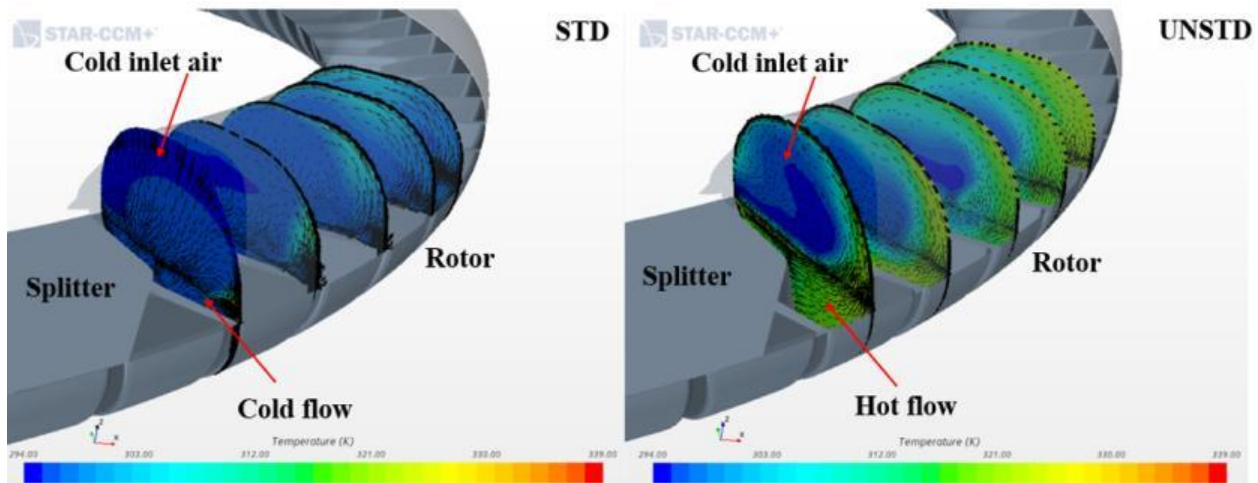 STAR-CCM+
STD
Cold inlet air
Splitter
Rotor
Cold flow
Z
X
Temperature (K)
294.00 303.00 312.00 321.00 330.00 339.00
STAR-CCM+
UNSTD
Cold inlet air
Splitter
Rotor
Hot flow
Z
X
Temperature (K)
294.00 303.00 312.00 321.00 330.00 339.00